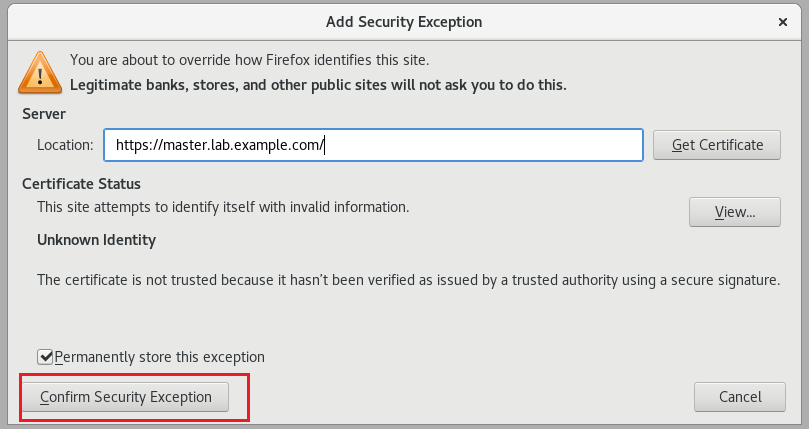 Add Security Exception
You are about to override how Firefox identifies this site.
Legitimate banks, stores, and other public sites will not ask you to do this.
Server
Location: https://master.lab.example.com/ Get Certificate
Certificate Status
This site attempts to identify itself with invalid information.
View...
Unknown Identity
The certificate is not trusted because it hasn’t been verified as issued by a trusted authority using a secure signature.
Permanently store this exception
Confirm Security Exception Cancel